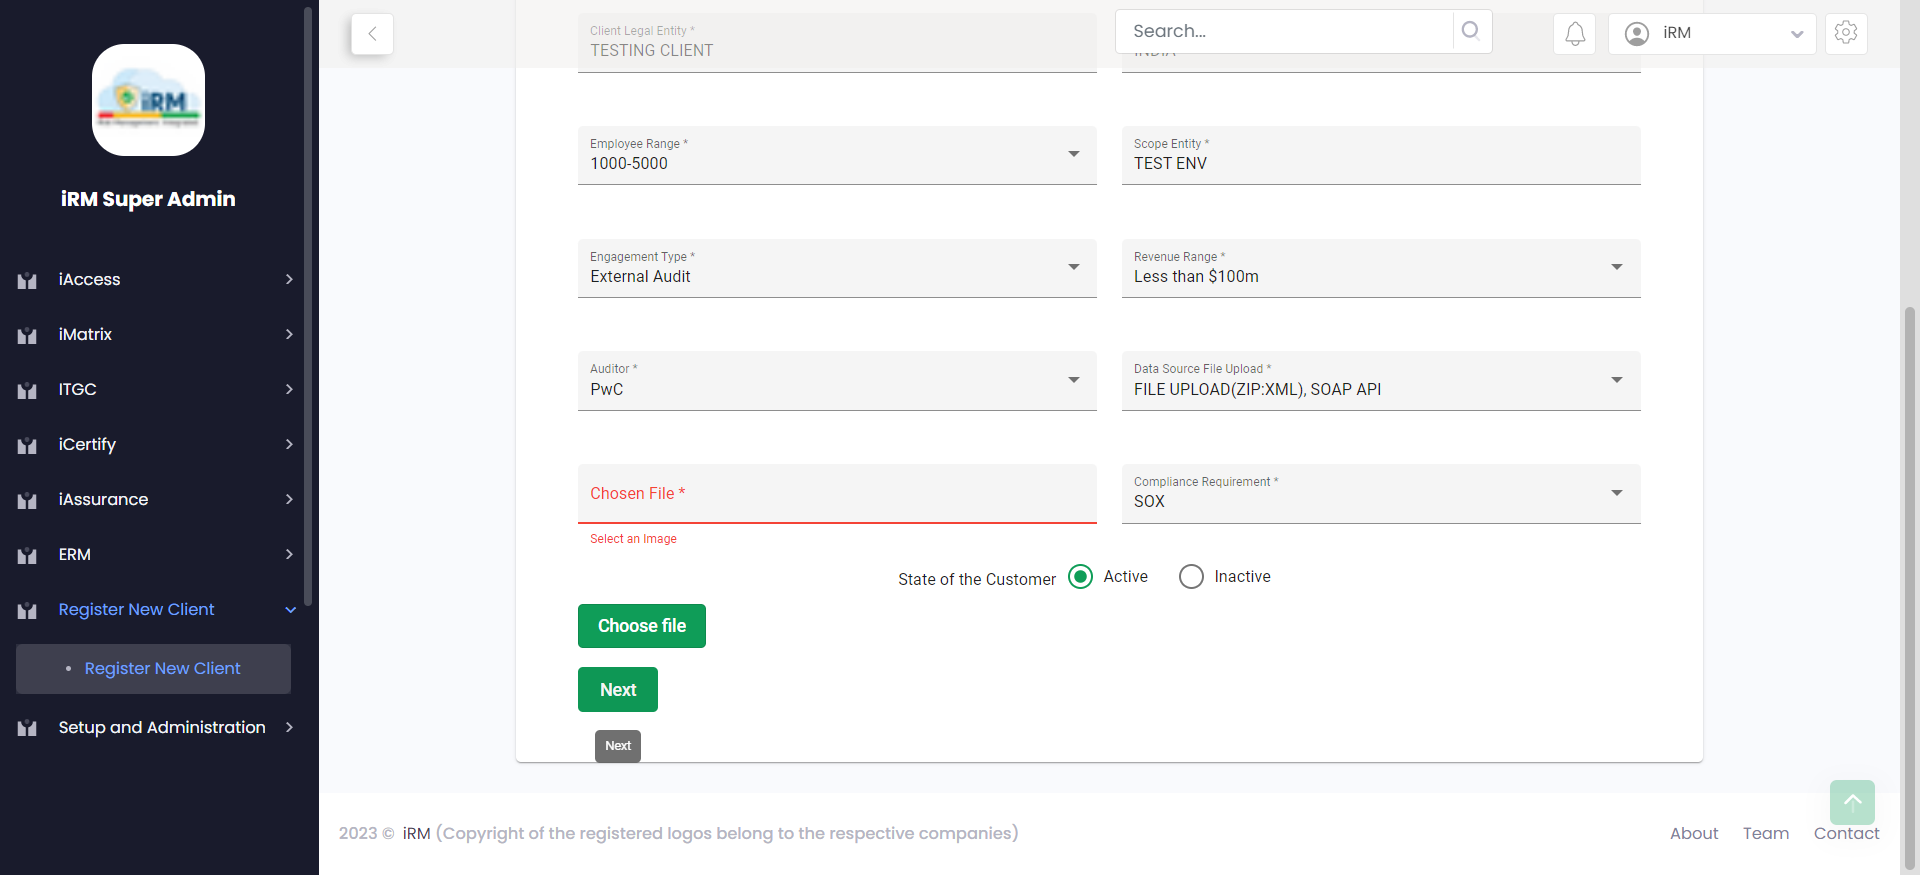 iRM
iRM Super Admin
iAccess
iMatrix
ITGC
iCertify
iAssurance
ERM
Register New Client
• Register New Client
Setup and Administration
Search...
iRM
Client Legal Entity *
TESTING CLIENT
INDIA
Employee Range *
1000-5000
Scope Entity *
TEST ENV
Engagement Type *
External Audit
Revenue Range *
Less than $100m
Auditor *
PwC
Data Source File Upload *
FILE UPLOAD(ZIP:XML), SOAP API
Chosen File *
Select an Image
Compliance Requirement *
SOX
State of the Customer Active Inactive
Choose file
Next
Next
2023 © iRM (Copyright of the registered logos belong to the respective companies)
About Team Contact